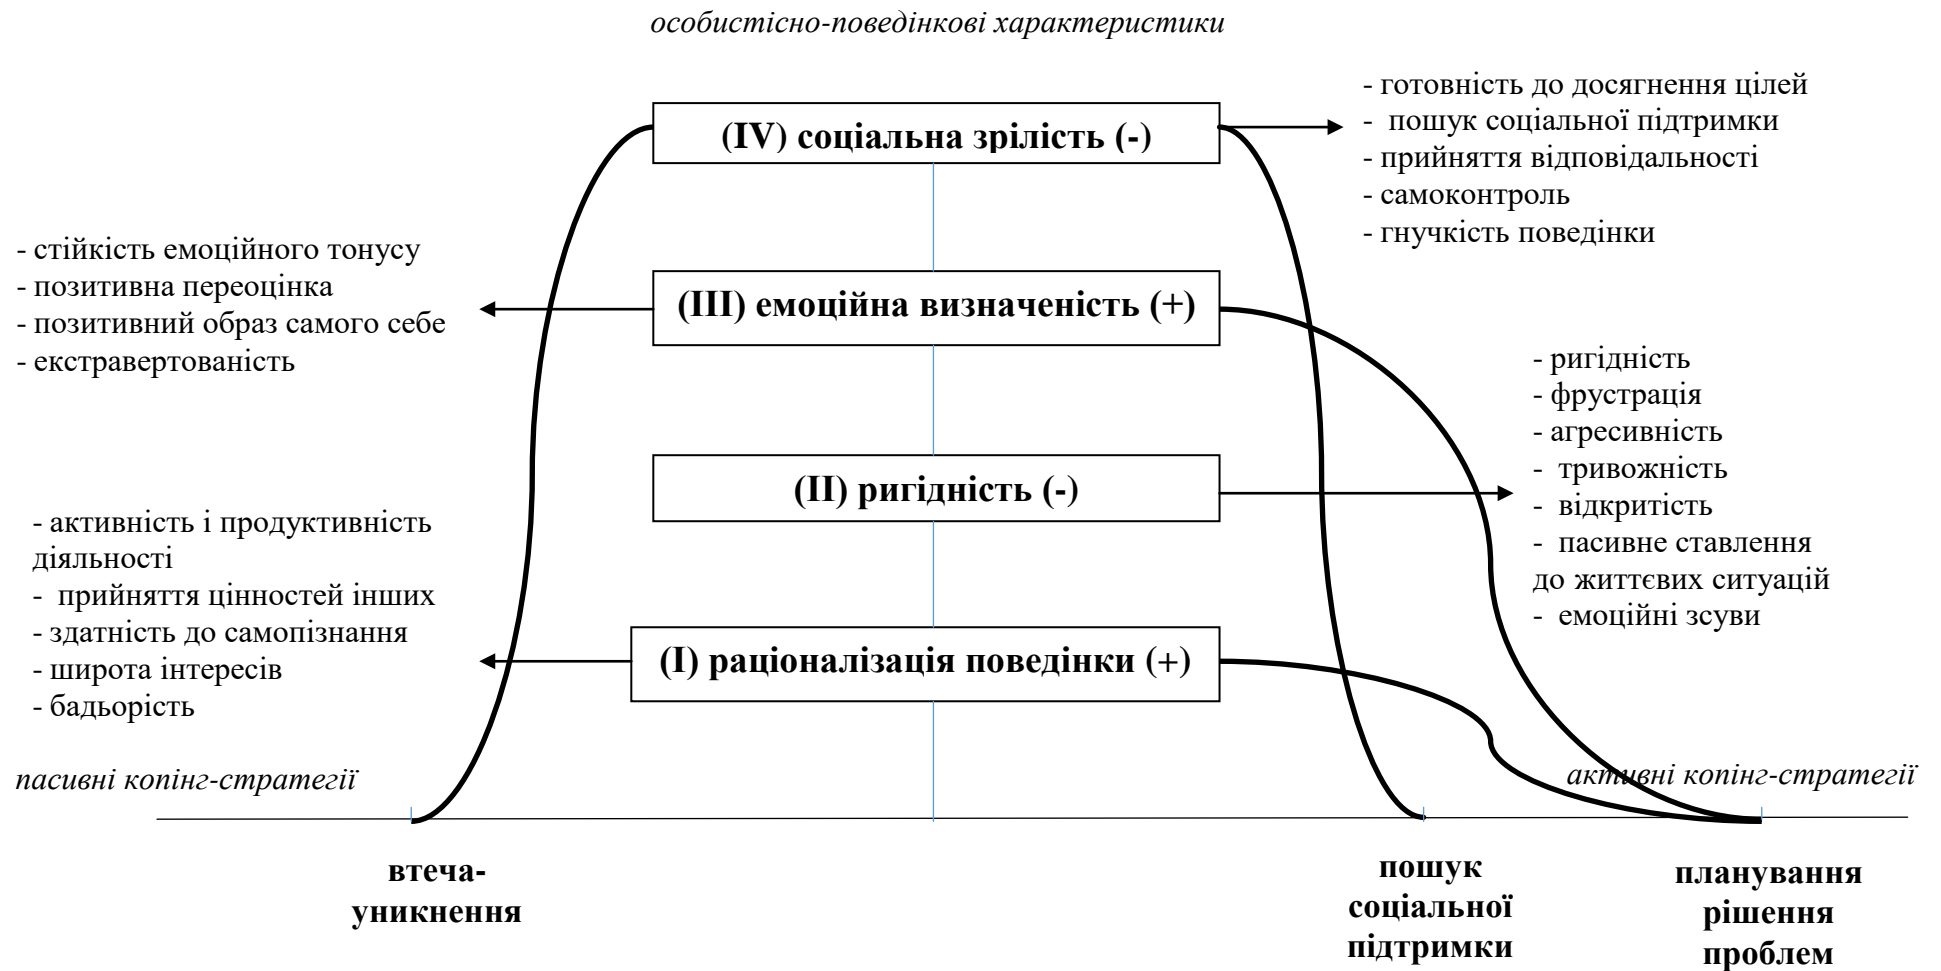 особистісно-поведінкові характеристики
(IV) соціальна зрілість (-)
- готовність до досягнення цілей
- пошук соціальної підтримки
- прийняття відповідальності
- самоконтроль
- гнучкість поведінки
- стійкість емоційного тонусу
- позитивна переоцінка
- позитивний образ самого себе
- екстравертованість
(III) емоційна визначеність (+)
- ригідність
- фрустрація
- агресивність
- тривожність
- відкритість
- пасивне ставлення
до життєвих ситуацій
- емоційні зсуви
(II) ригідність (-)
- активність і продуктивність
діяльності
- прийняття цінностей інших
- здатність до самопізнання
- широта інтересів
- бадьорість
(I) раціоналізація поведінки (+)
пасивні копінг-стратегії
активні копінг-стратегії
втеча-
уникнення
пошук
соціальної
підтримки
планування
рішення
проблем